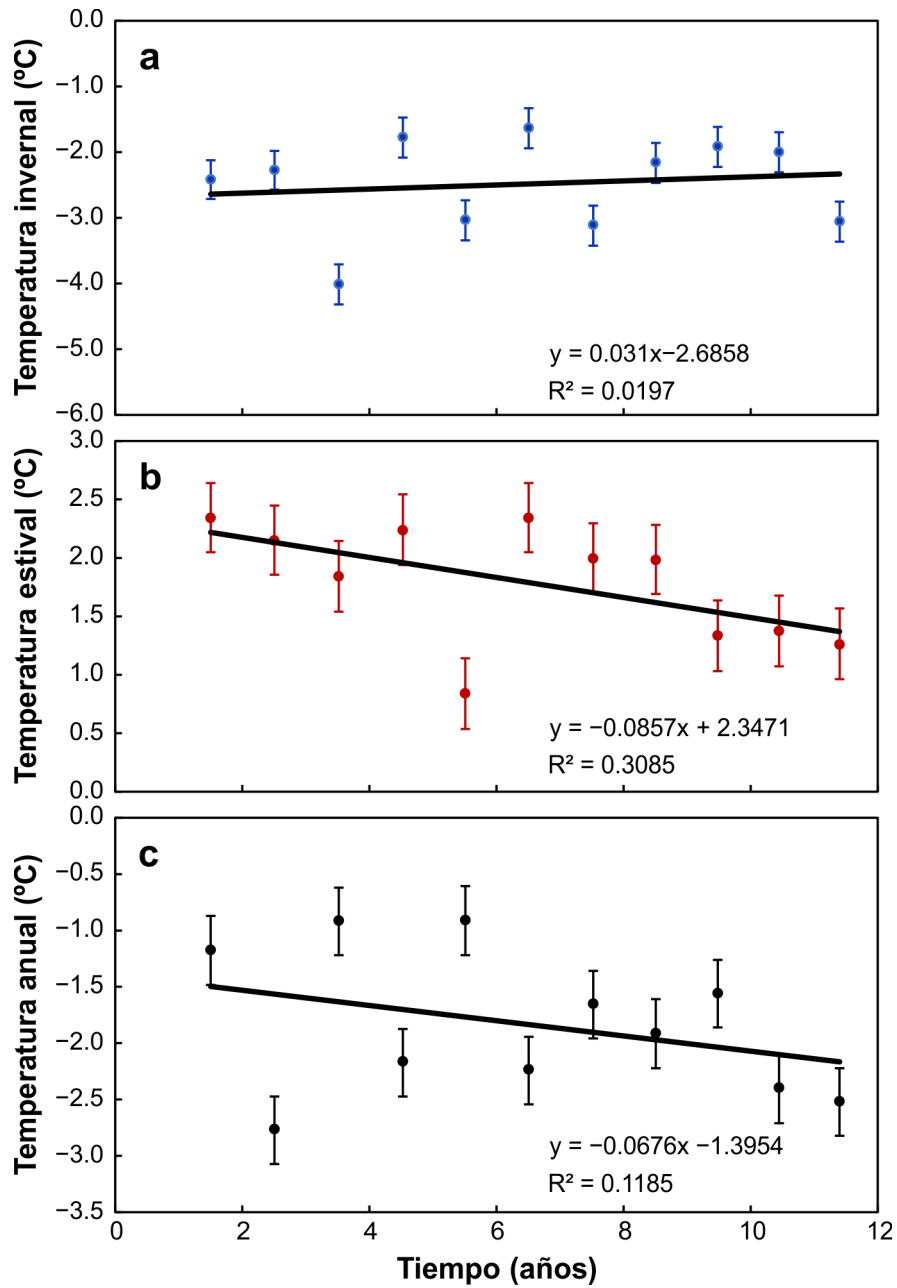 0.0
a
−1.0
−2.0
−3.0
−4.0
−5.0
−6.0
Temperatura invernal (ºC)
y = 0.031x−2.6858
R² = 0.0197
3.0
b
2.5
2.0
1.5
1.0
0.5
0.0
Temperatura estival (ºC)
y = −0.0857x + 2.3471
R² = 0.3085
0.0
c
−0.5
−1.0
−1.5
−2.0
−2.5
−3.0
−3.5
Temperatura anual (ºC)
y = −0.0676x −1.3954
R² = 0.1185
0 2 4 6 8 10 12
Tiempo (años)